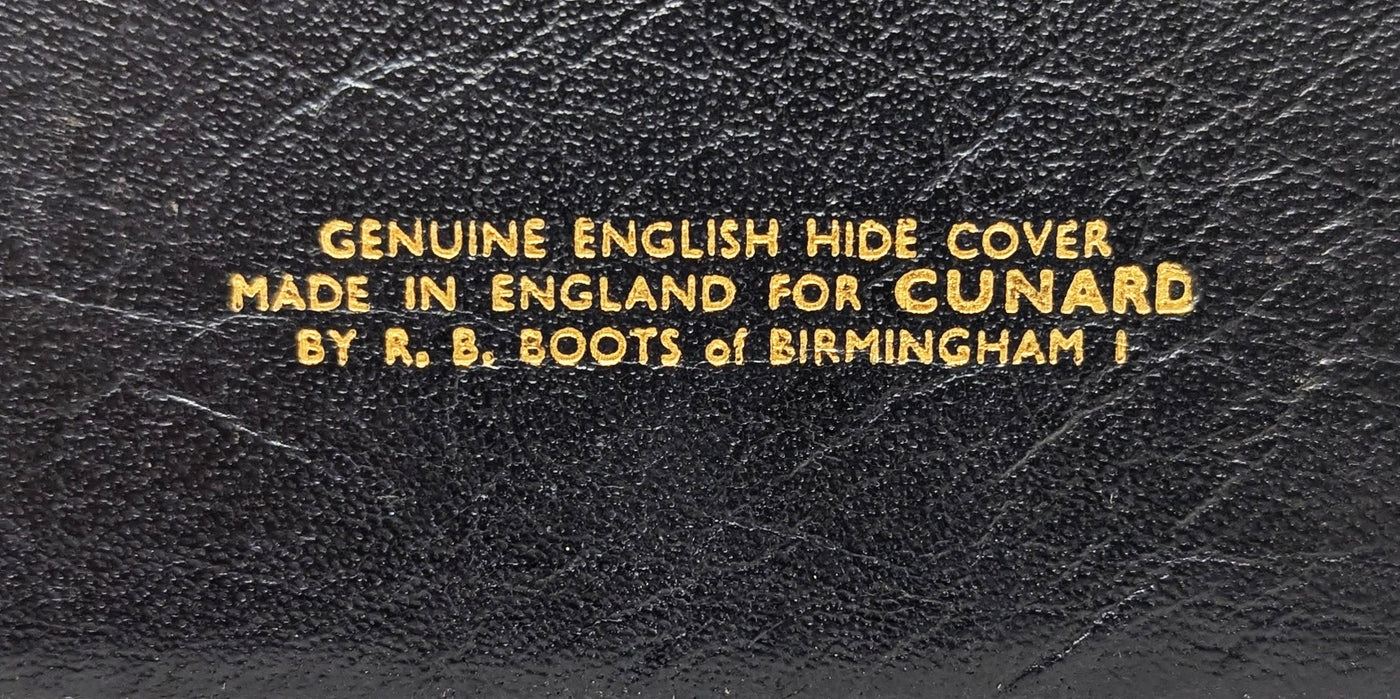 GENUINE ENGLISH HIDE COVER
MADE IN ENGLAND FOR CUNARD
BY R. B. BOOTS of BIRMINGHAM 1